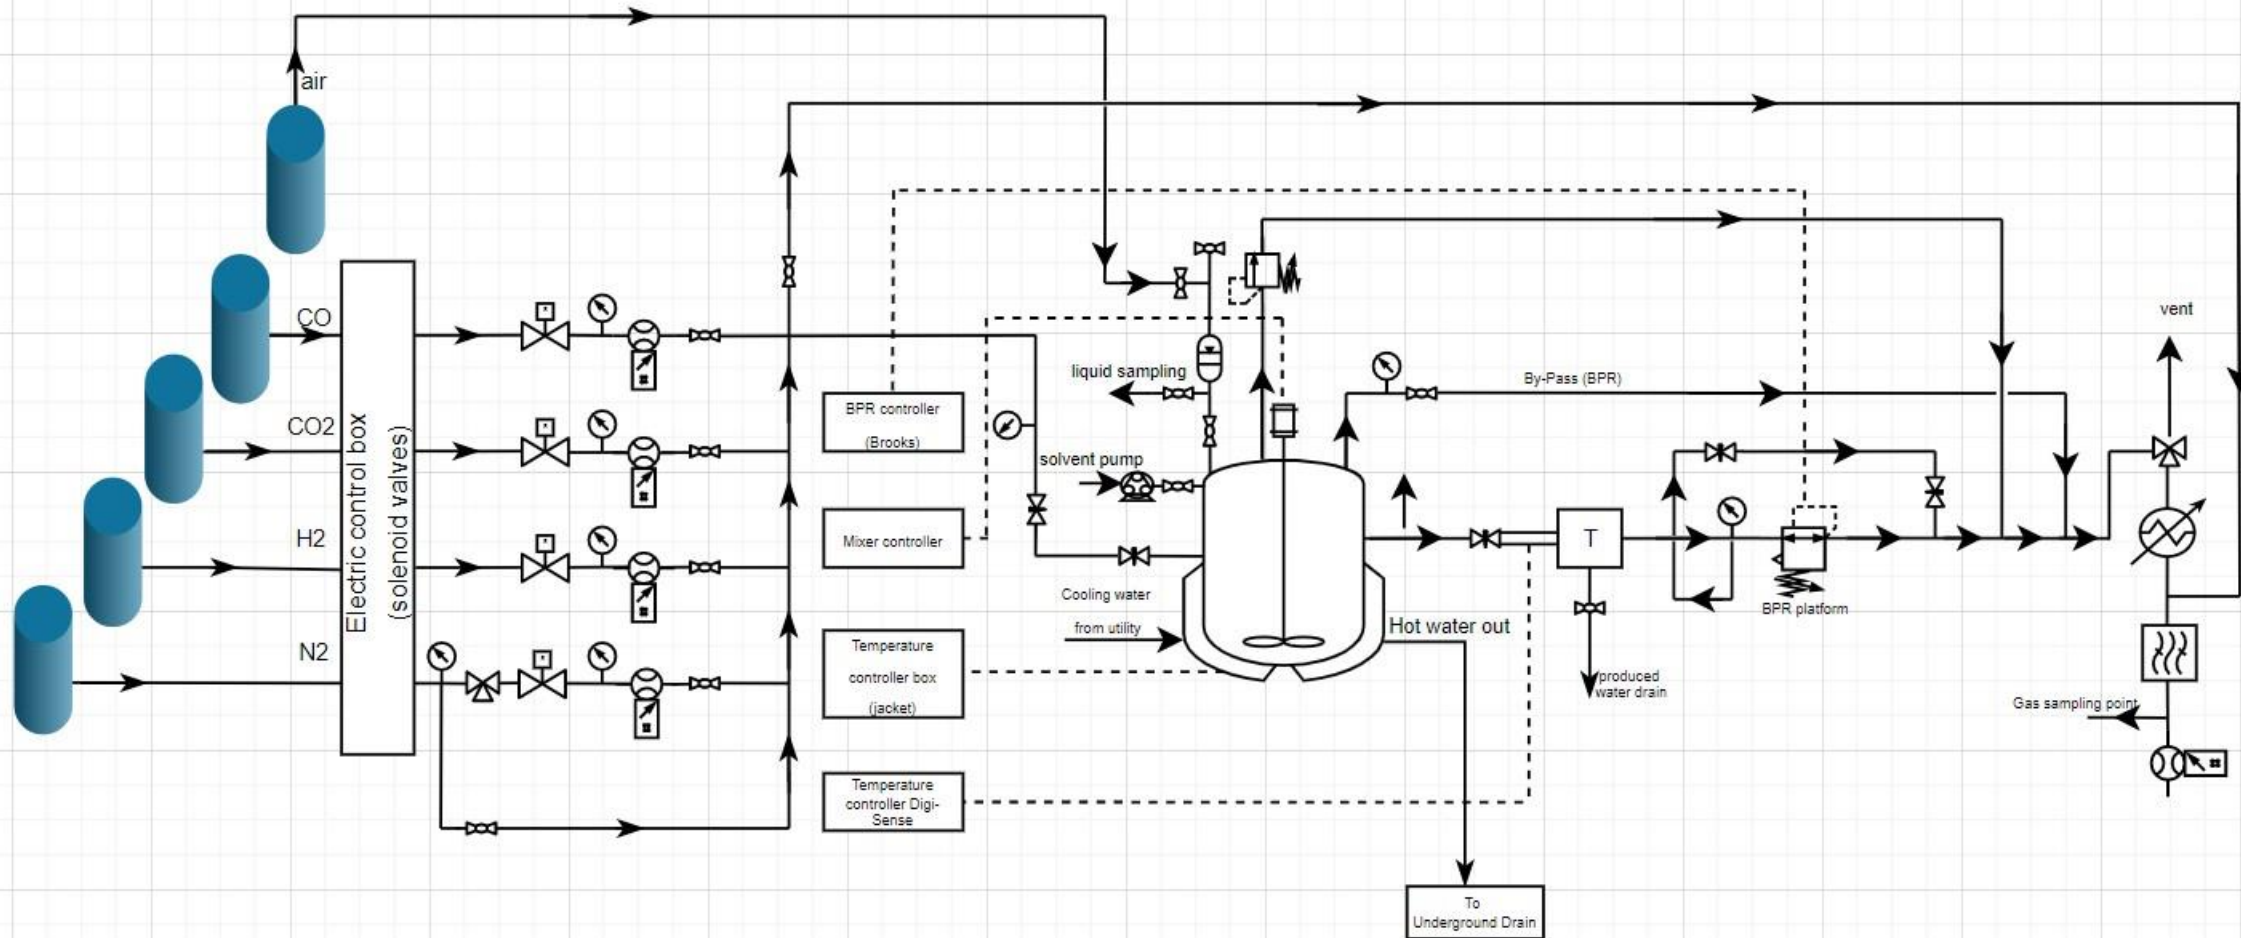 air
CO
CO2
H2
N2
Electric control box
(solenoid valves)
BPR controller
(Brooks)
Mixer controller
Temperature
controller box
(jacket)
Temperature
controller Digi-
Sense
liquid sampling
solvent pump
Cooling water
from utility
Hot water out
To
Underground Drain
By-Pass (BPR)
T
produced
water drain
BPR platform
vent
Gas sampling point